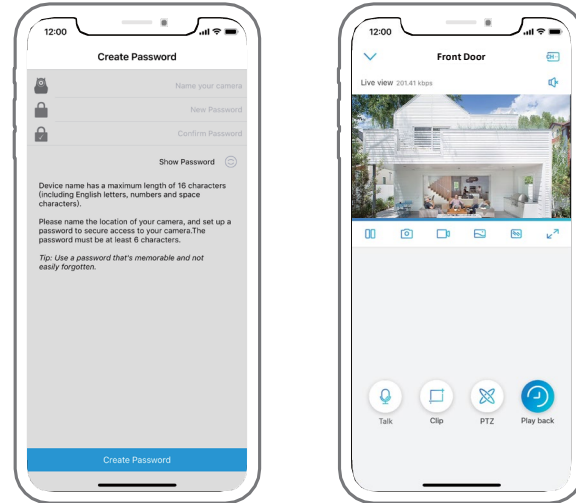 12:00
Create Password
Name your camera
New Password
Confirm Password
Show Password
Device name has a maximum length of 16 characters
(including English letters, numbers and space
characters).
Please name the location of your camera, and set up a
password to secure access to your camera.The
password must be at least 6 characters.
Tip: Use a password that's memorable and not
easily forgotten.
Create Password
12:00
Front Door
Live view 201.41 kbps
Talk
Clip
PTZ
Play back